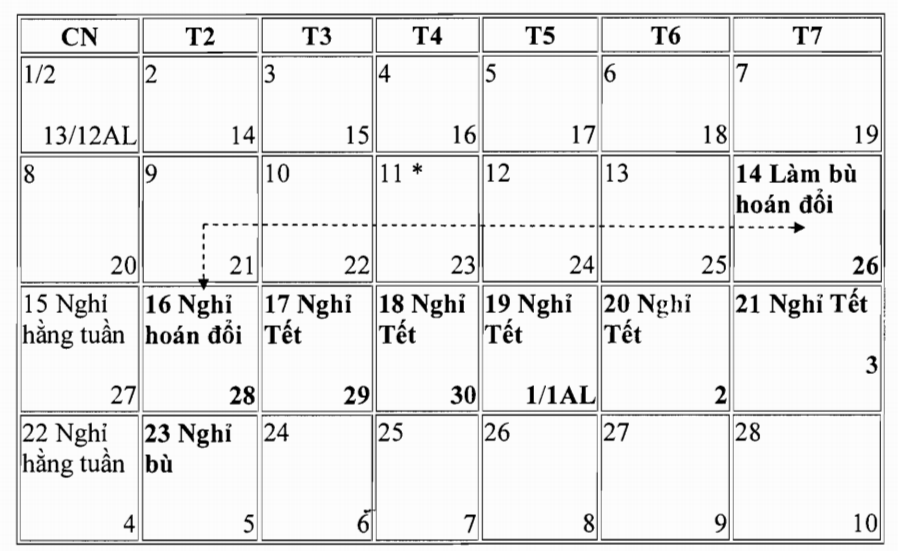 CN T2 T3 T4 T5 T6 T7
1/2 2 3 4 5 6 7
13/12AL 14 15 16 17 18 19
8 9 10 11 * 12 13 14 Làm bù
hoán đổi
20 21 22 23 24 25 26
15 Nghỉ 16 Nghỉ 17 Nghỉ 18 Nghỉ 19 Nghỉ 20 Nghỉ 21 Nghỉ Tết
hằng tuần hoán đổi Tết Tết Tết Tết
3
27 28 29 30 1/1AL 2
22 Nghỉ 23 Nghỉ 24 25 26 27 28
hằng tuần bù
4 5 6 7 8 9 10